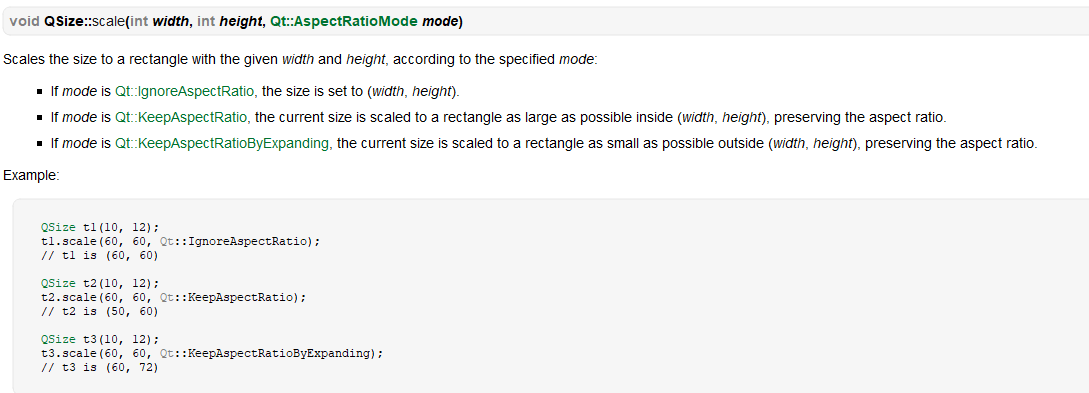 void QSize::scale(int width, int height, Qt::AspectRatioMode mode)
Scales the size to a rectangle with the given width and height, according to the specified mode:
▪ If mode is Qt::IgnoreAspectRatio, the size is set to (width, height).
▪ If mode is Qt::KeepAspectRatio, the current size is scaled to a rectangle as large as possible inside (width, height), preserving the aspect ratio.
▪ If mode is Qt::KeepAspectRatioByExpanding, the current size is scaled to a rectangle as small as possible outside (width, height), preserving the aspect ratio.
Example:
QSize t1(10, 12);
t1.scale(60, 60, Qt::IgnoreAspectRatio);
// t1 is (60, 60)
QSize t2(10, 12);
t2.scale(60, 60, Qt::KeepAspectRatio);
// t2 is (50, 60)
QSize t3(10, 12);
t3.scale(60, 60, Qt::KeepAspectRatioByExpanding);
// t3 is (60, 72)